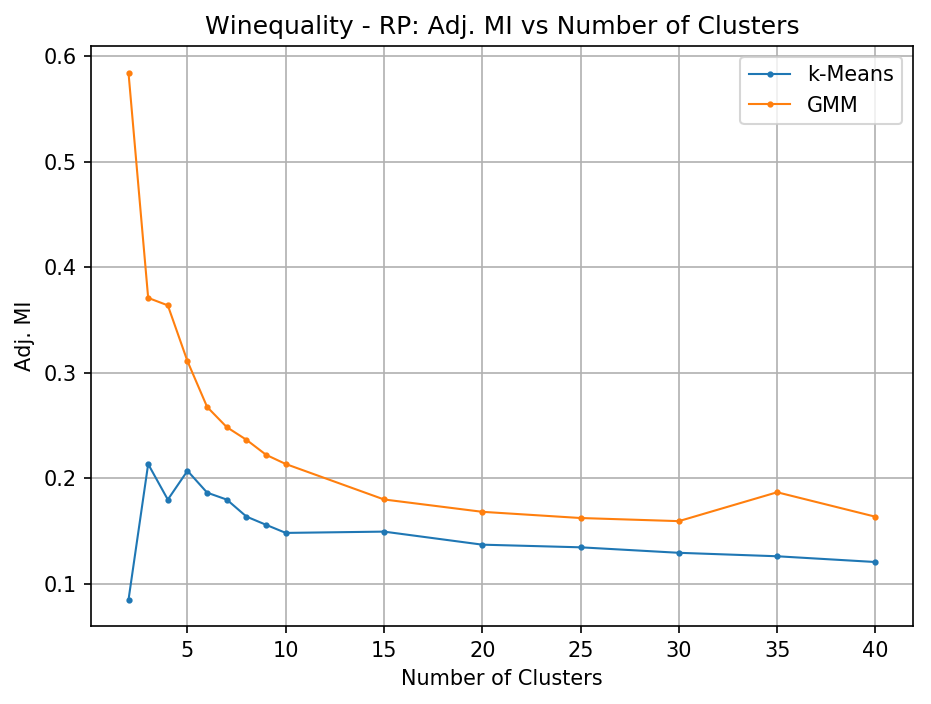 Winequality - RP: Adj. MI vs Number of Clusters
k-Means
GMM
Adj. MI
0.6
0.5
0.4
0.3
0.2
0.1
5 10 15 20 25 30 35 40
Number of Clusters